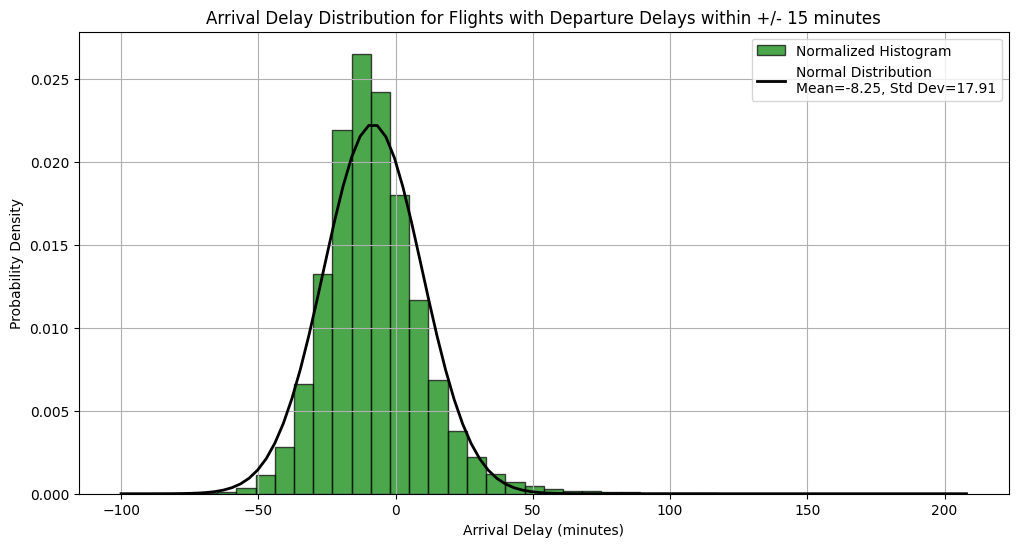 Arrival Delay Distribution for Flights with Departure Delays within +/- 15 minutes
Normalized Histogram
Normal Distribution
Mean=-8.25, Std Dev=17.91
Probability Density
0.025
0.020
0.015
0.010
0.005
0.000
−100
−50
0
50
100
150
200
Arrival Delay (minutes)